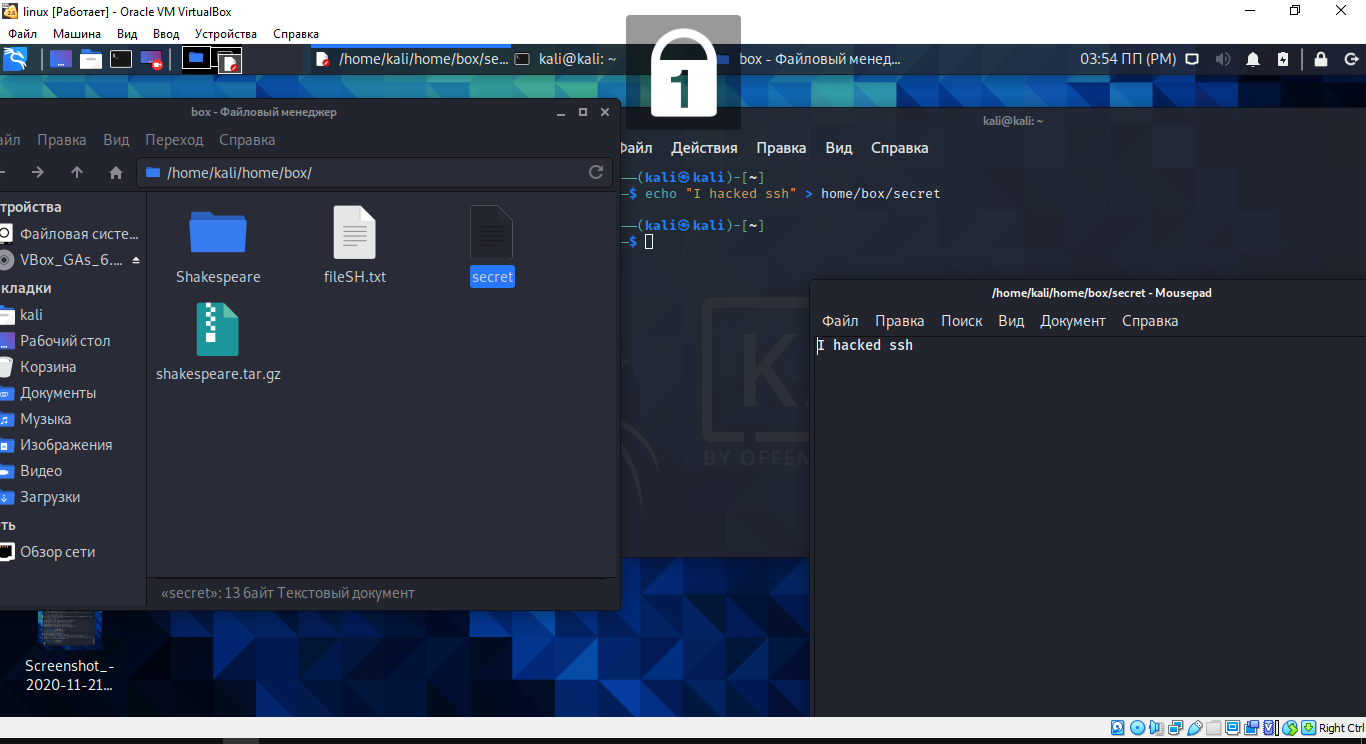 linux [Работает] - Oracle VM VirtualBox
Файл Машина Вид Ввод Устройства Справка
/home/kali/home/box/se... kali@kali: ~ box - Файловый менед... 03:54 ПП (PM)
1
box - Файловый менеджер
айл Правка Вид Переход Справка
/home/kali/home/box/
тройства
Файловая систе...
VBox_GAs_6....
кладки
kali
Рабочий стол
Корзина
Документы
Музыка
Изображения
Видео
Загрузки
ть
Обзор сети
Shakespeare fileSH.txt secret
shakespeare.tar.gz
«secret»: 13 байт Текстовый документ
kali@kali: ~
Файл Действия Правка Вид Справка
(kali㉿kali)-[~]
$ echo "I hacked ssh" > home/box/secret
(kali㉿kali)-[~]
$
BY OFFEN
/home/kali/home/box/secret - Mousepad
Файл Правка Поиск Вид Документ Справка
I hacked ssh
Screenshot_-
2020-11-21...
Right Ctrl